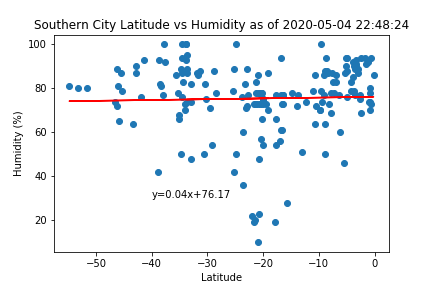 Southern City Latitude vs Humidity as of 2020-05-04 22:48:24
100
80
60
40
20
Humidity (%)
y=0.04x+76.17
−50
−40
−30
−20
−10
0
Latitude